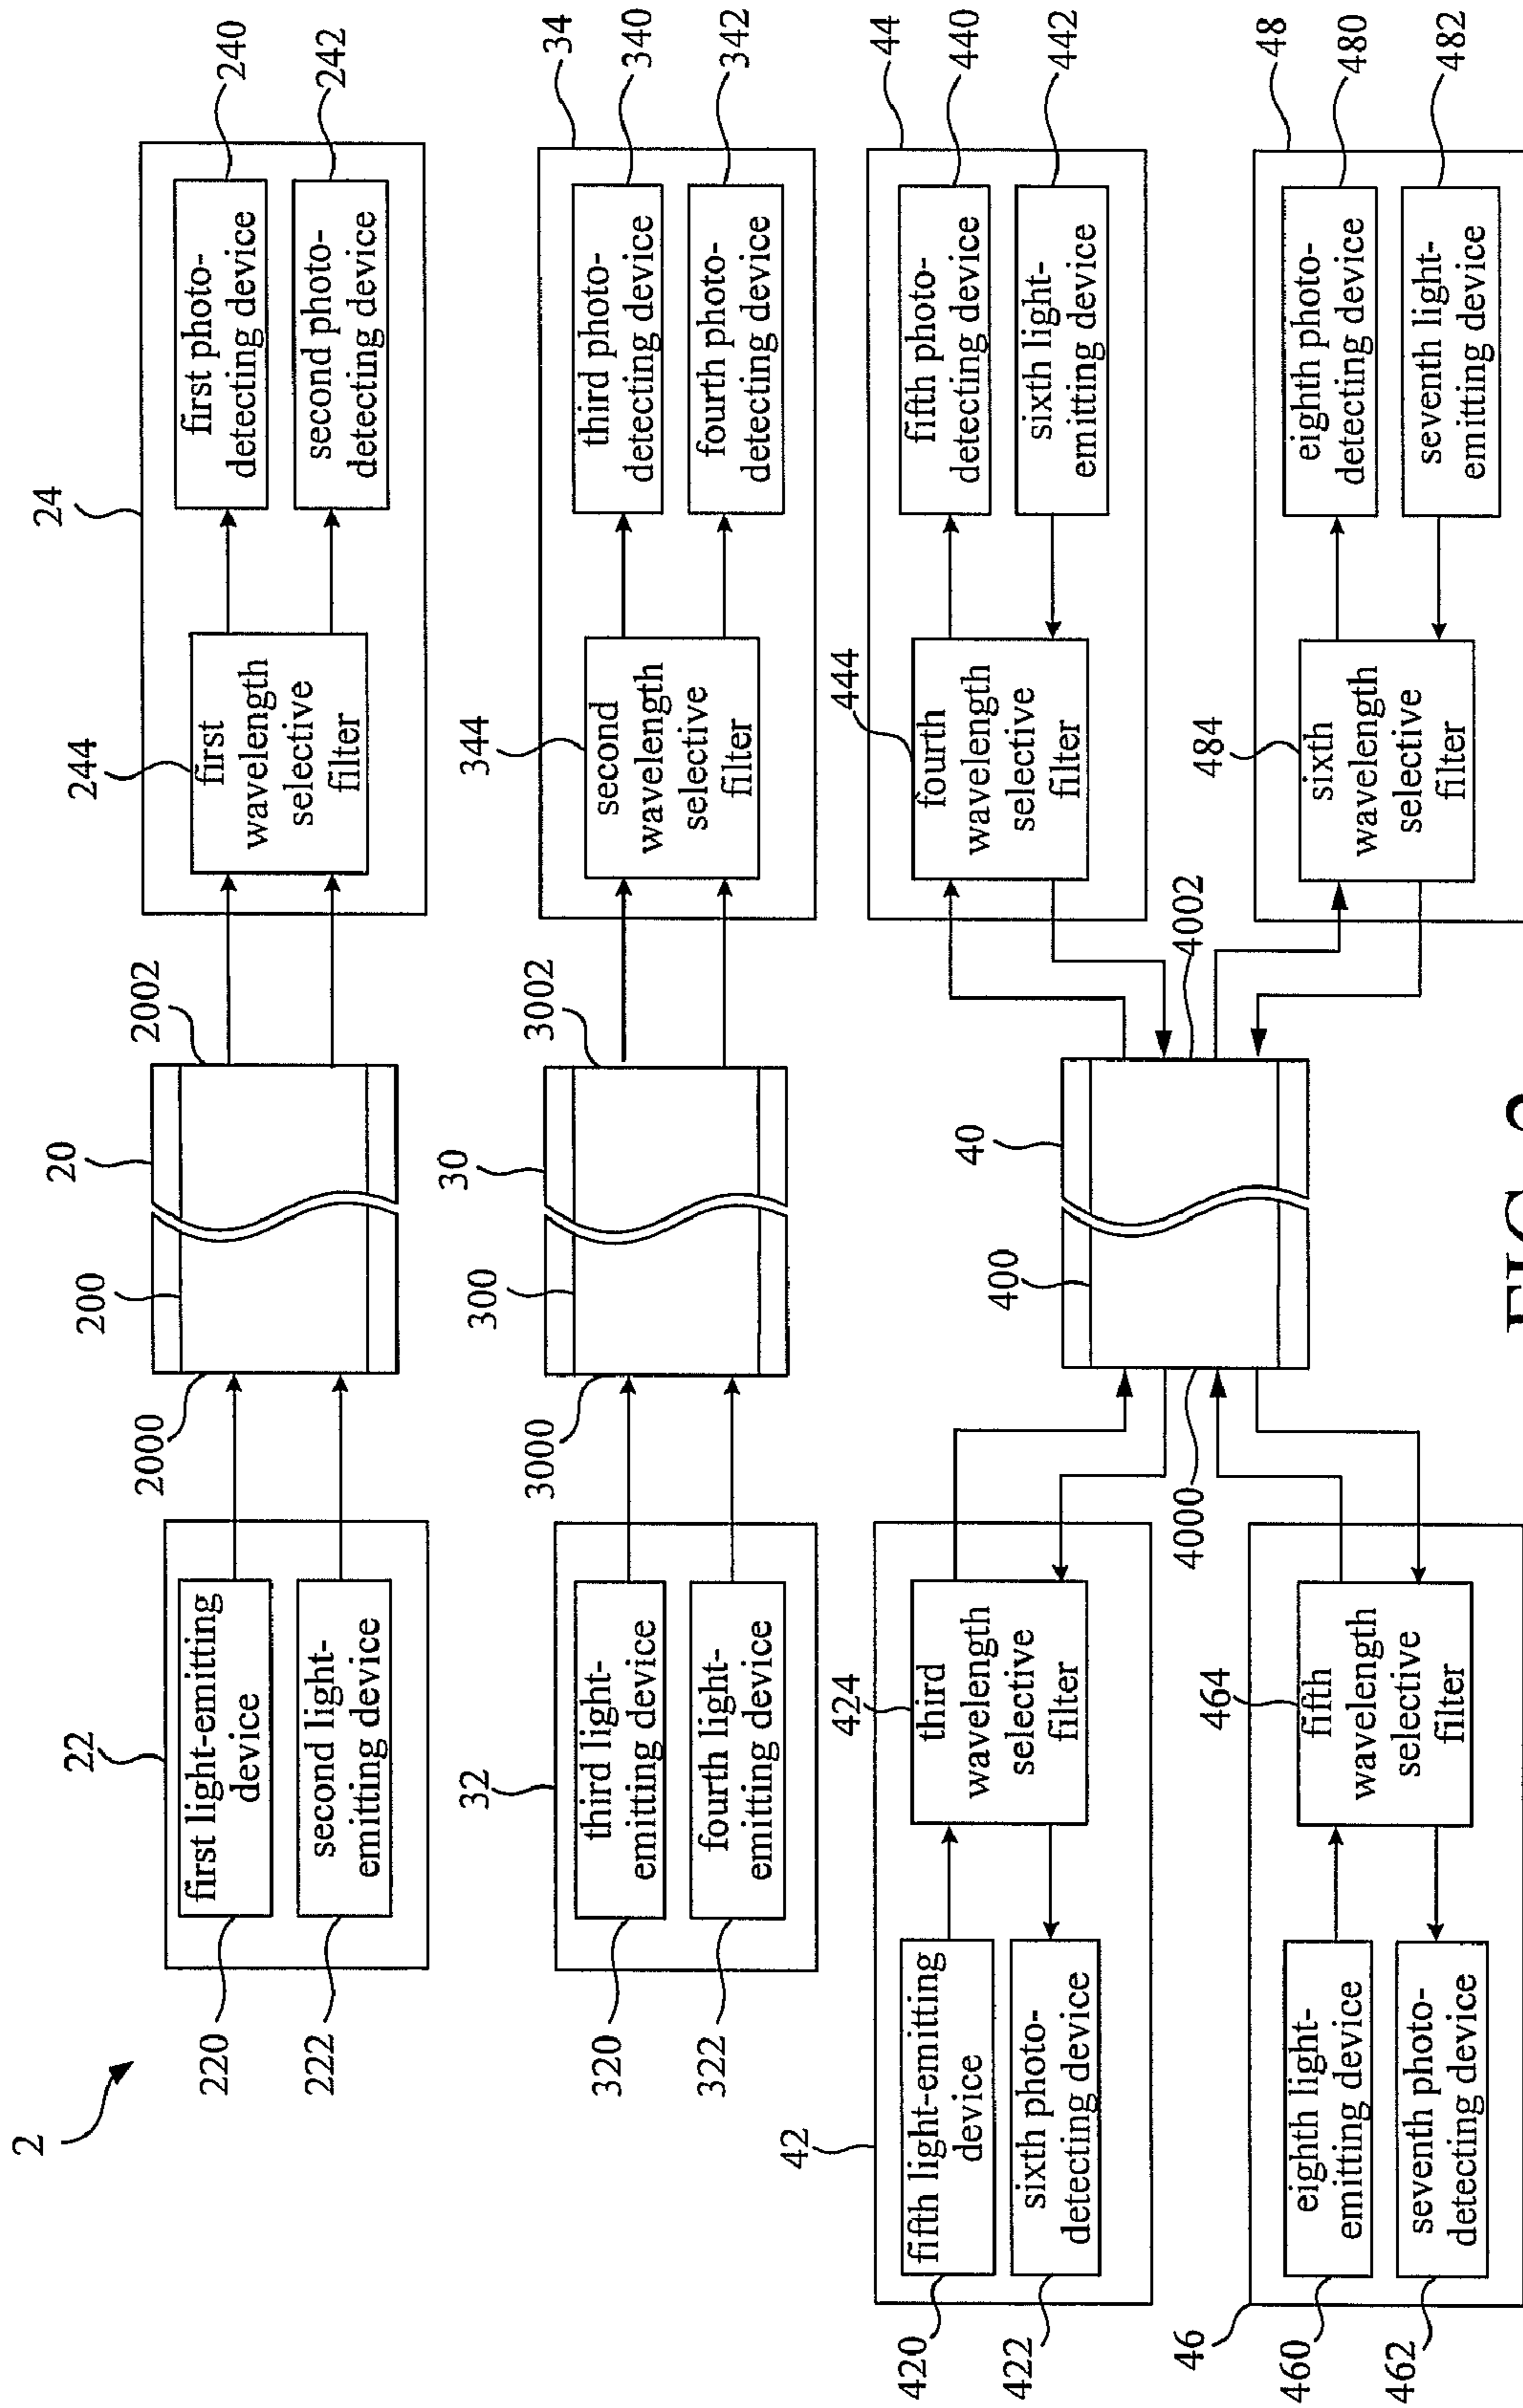 2
22
220
first light-emitting
device
222
second light-
emitting device
2000
200
20
2002
24
244
first
wavelength
selective
filter
first photo-
detecting device
240
second photo-
detecting device
242
32
320
third light-
emitting device
322
fourth light-
emitting device
3000
300
30
3002
34
344
second
wavelength
selective
filter
third photo-
detecting device
340
fourth photo-
detecting device
342
42
420
fifth light-emitting
device
422
sixth photo-
detecting device
424
third
wavelength
selective
filter
4000
400
40
4002
44
444
fourth
wavelength
selective
filter
fifth photo-
detecting device
440
sixth light-
emitting device
442
46
460
eighth light-
emitting device
462
seventh photo-
detecting device
464
fifth
wavelength
selective
filter
48
484
sixth
wavelength
selective
filter
eighth photo-
detecting device
480
seventh light-
emitting device
482
FIG.